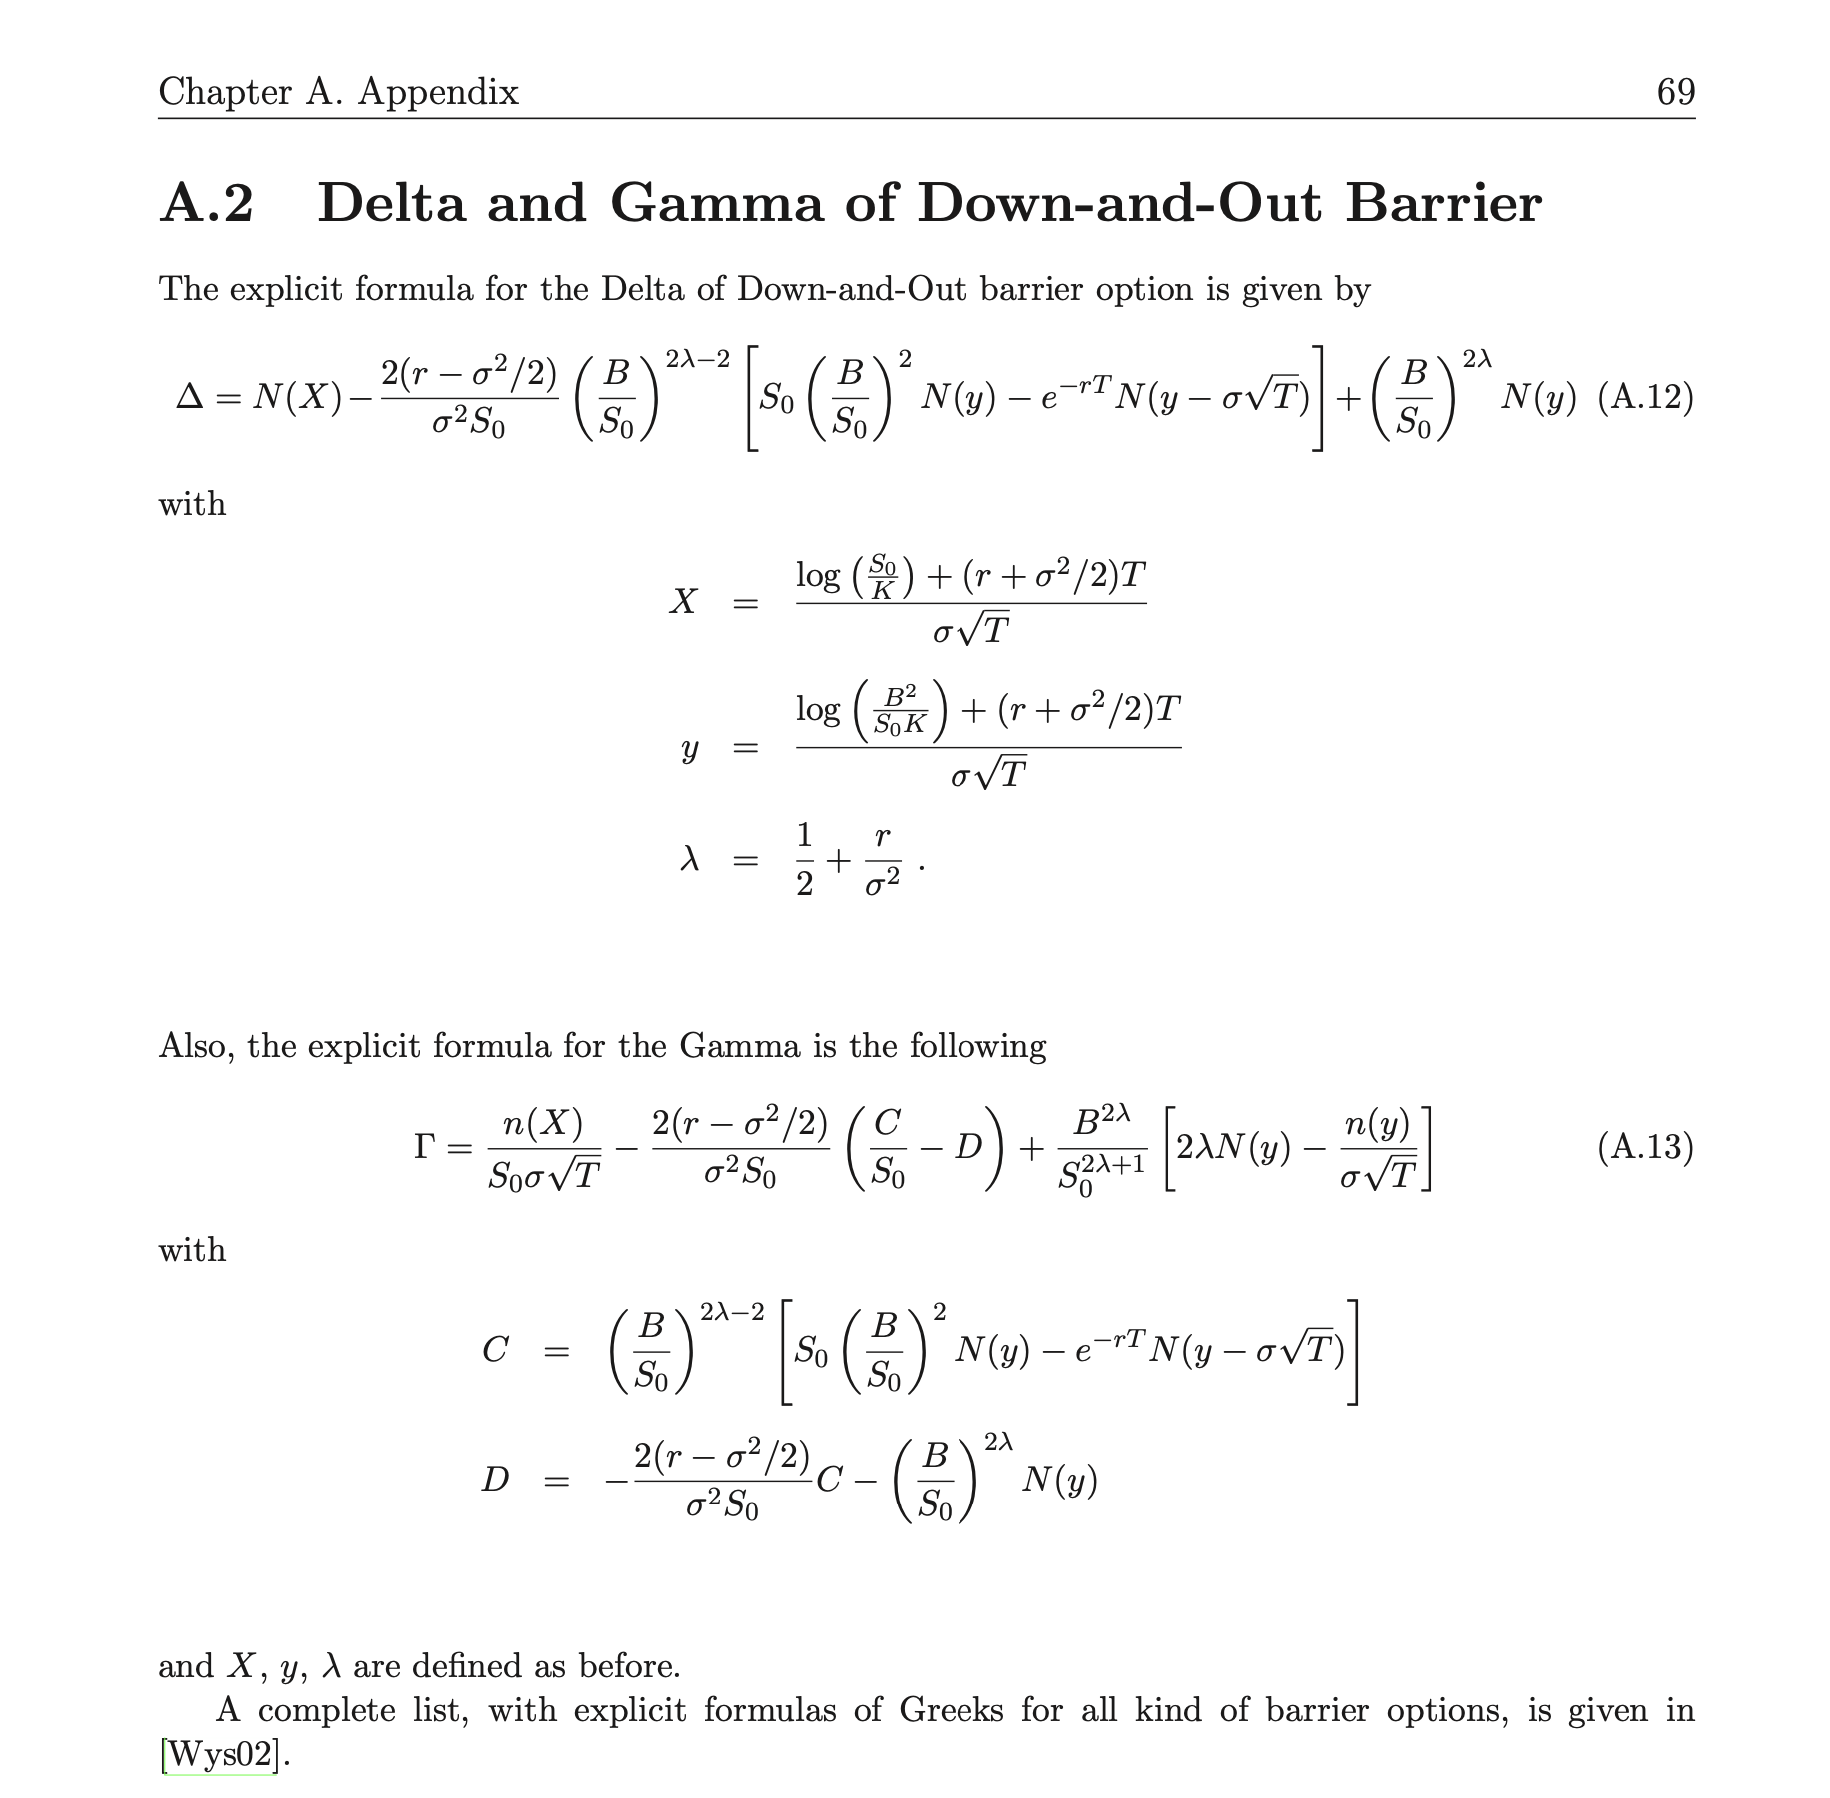 Chapter A. Appendix 69
A.2 Delta and Gamma of Down-and-Out Barrier
The explicit formula for the Delta of Down-and-Out barrier option is given by
$\Delta = N(X) - \frac{2(r - \sigma^2/2)}{\sigma^2 S_0} \left(\frac{B}{S_0}\right)^{2\lambda-2} \left[ S_0 \left(\frac{B}{S_0}\right)^2 N(y) - e^{-rT} N(y - \sigma\sqrt{T}) \right] + \left(\frac{B}{S_0}\right)^{2\lambda} N(y)$ (A.12)
with
$X = \frac{\log\left(\frac{S_0}{K}\right) + (r + \sigma^2/2)T}{\sigma\sqrt{T}}$
$y = \frac{\log\left(\frac{B^2}{S_0 K}\right) + (r + \sigma^2/2)T}{\sigma\sqrt{T}}$
$\lambda = \frac{1}{2} + \frac{r}{\sigma^2}$ .
Also, the explicit formula for the Gamma is the following
$\Gamma = \frac{n(X)}{S_0 \sigma\sqrt{T}} - \frac{2(r - \sigma^2/2)}{\sigma^2 S_0} \left(\frac{C}{S_0} - D\right) + \frac{B^{2\lambda}}{S_0^{2\lambda+1}} \left[ 2\lambda N(y) - \frac{n(y)}{\sigma\sqrt{T}} \right]$ (A.13)
with
$C = \left(\frac{B}{S_0}\right)^{2\lambda-2} \left[ S_0 \left(\frac{B}{S_0}\right)^2 N(y) - e^{-rT} N(y - \sigma\sqrt{T}) \right]$
$D = -\frac{2(r - \sigma^2/2)}{\sigma^2 S_0} C - \left(\frac{B}{S_0}\right)^{2\lambda} N(y)$
and $X$, $y$, $\lambda$ are defined as before.
A complete list, with explicit formulas of Greeks for all kind of barrier options, is given in
[Wys02].